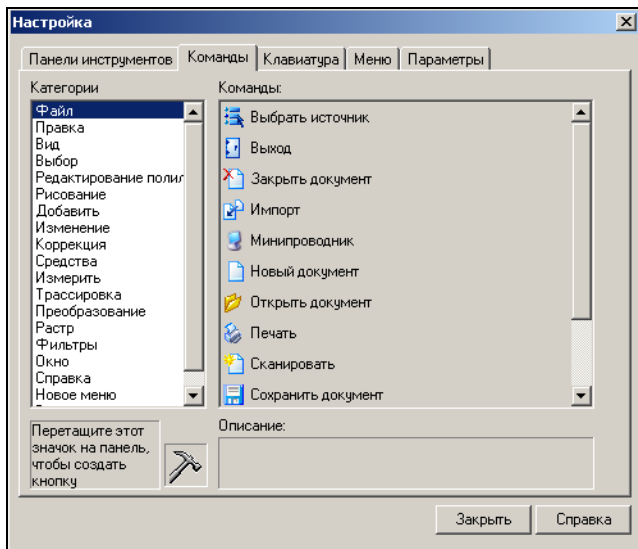 Настройка
Панели инструментов Команды Клавиатура Меню Параметры
Категории
Файл
Правка
Вид
Выбор
Редактирование полиг
Рисование
Добавить
Изменение
Коррекция
Средства
Измерить
Трассировка
Преобразование
Растр
Фильтры
Окно
Справка
Новое меню
Команды:
Выбрать источник
Выход
Закрыть документ
Импорт
Минипроводник
Новый документ
Открыть документ
Печать
Сканировать
Сохранить документ
Перетащите этот
значок на панель,
чтобы создать
кнопку
Описание:
Закрыть Справка